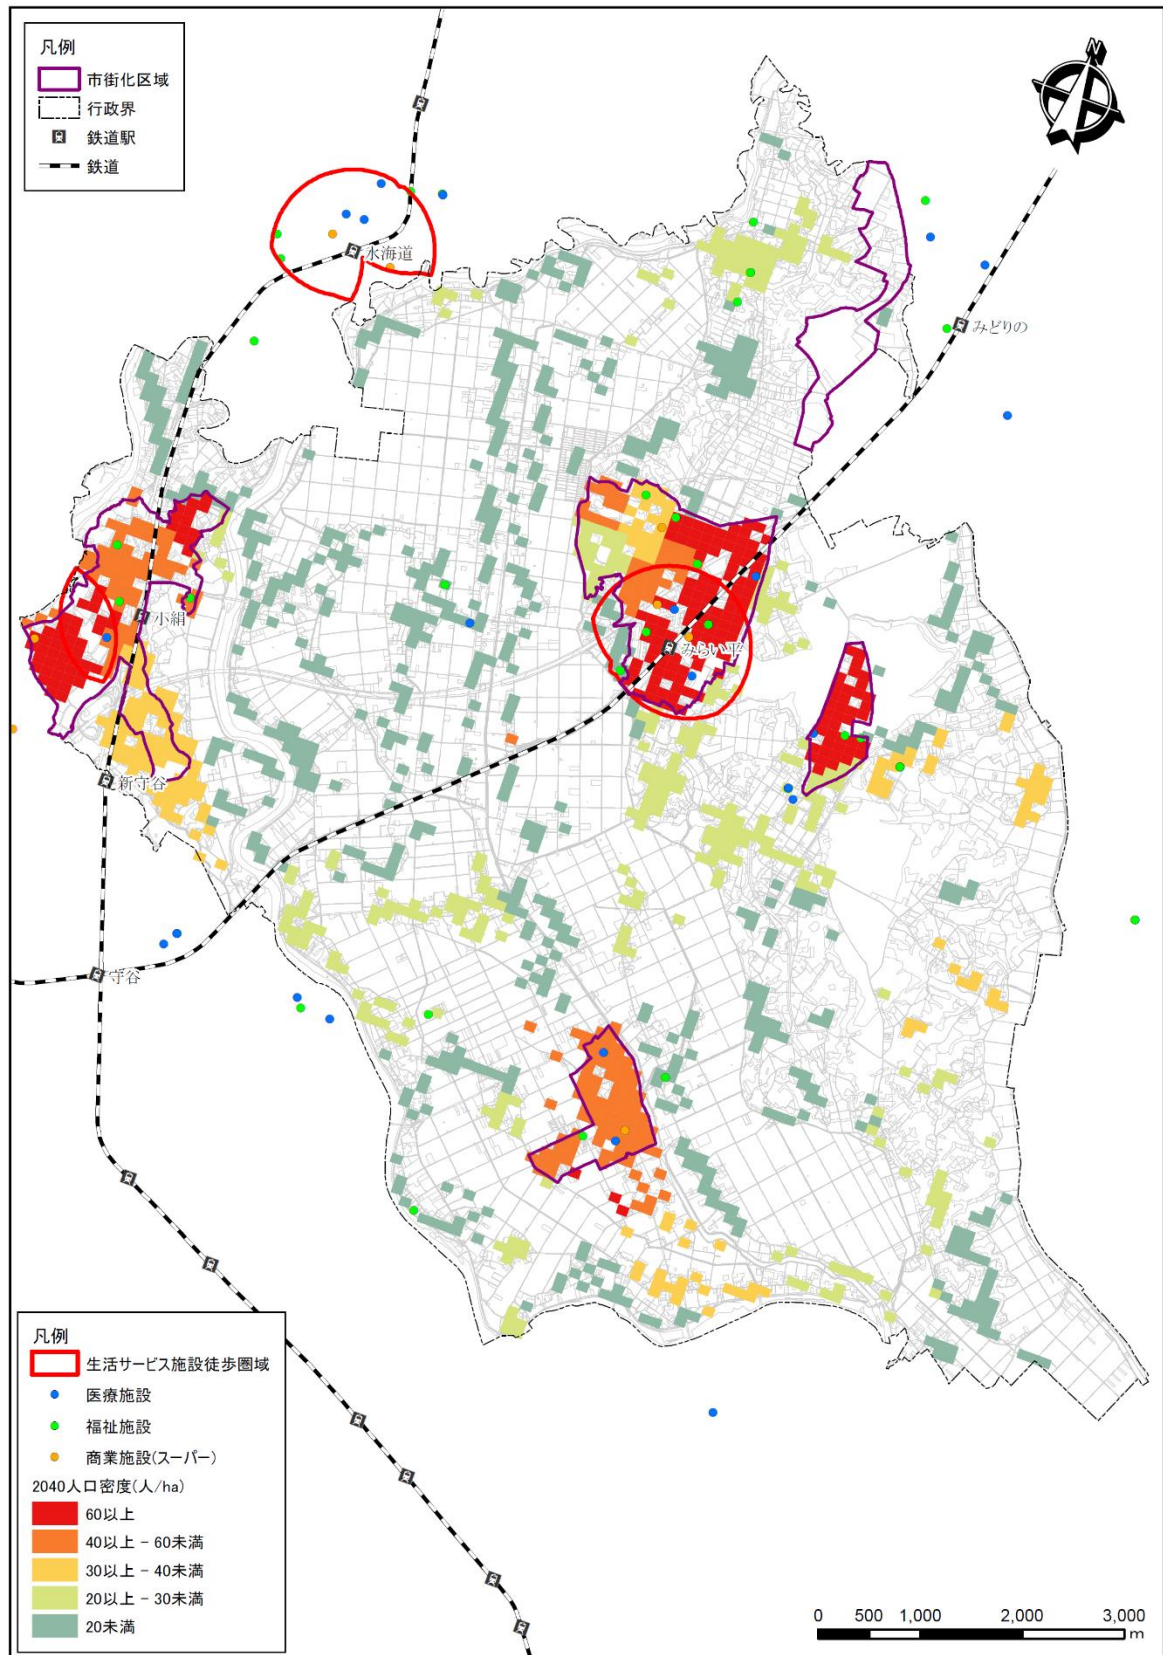 凡例
市街化区域
行政界
鉄道駅
鉄道
N
水海道
みどりの
小絹
みらい平
新守谷
守谷
凡例
生活サービス施設徒歩圏域
医療施設
福祉施設
商業施設(スーパー)
2040人口密度(人/ha)
60以上
40以上 - 60未満
30以上 - 40未満
20以上 - 30未満
20未満
0 500 1,000 2,000 3,000
m